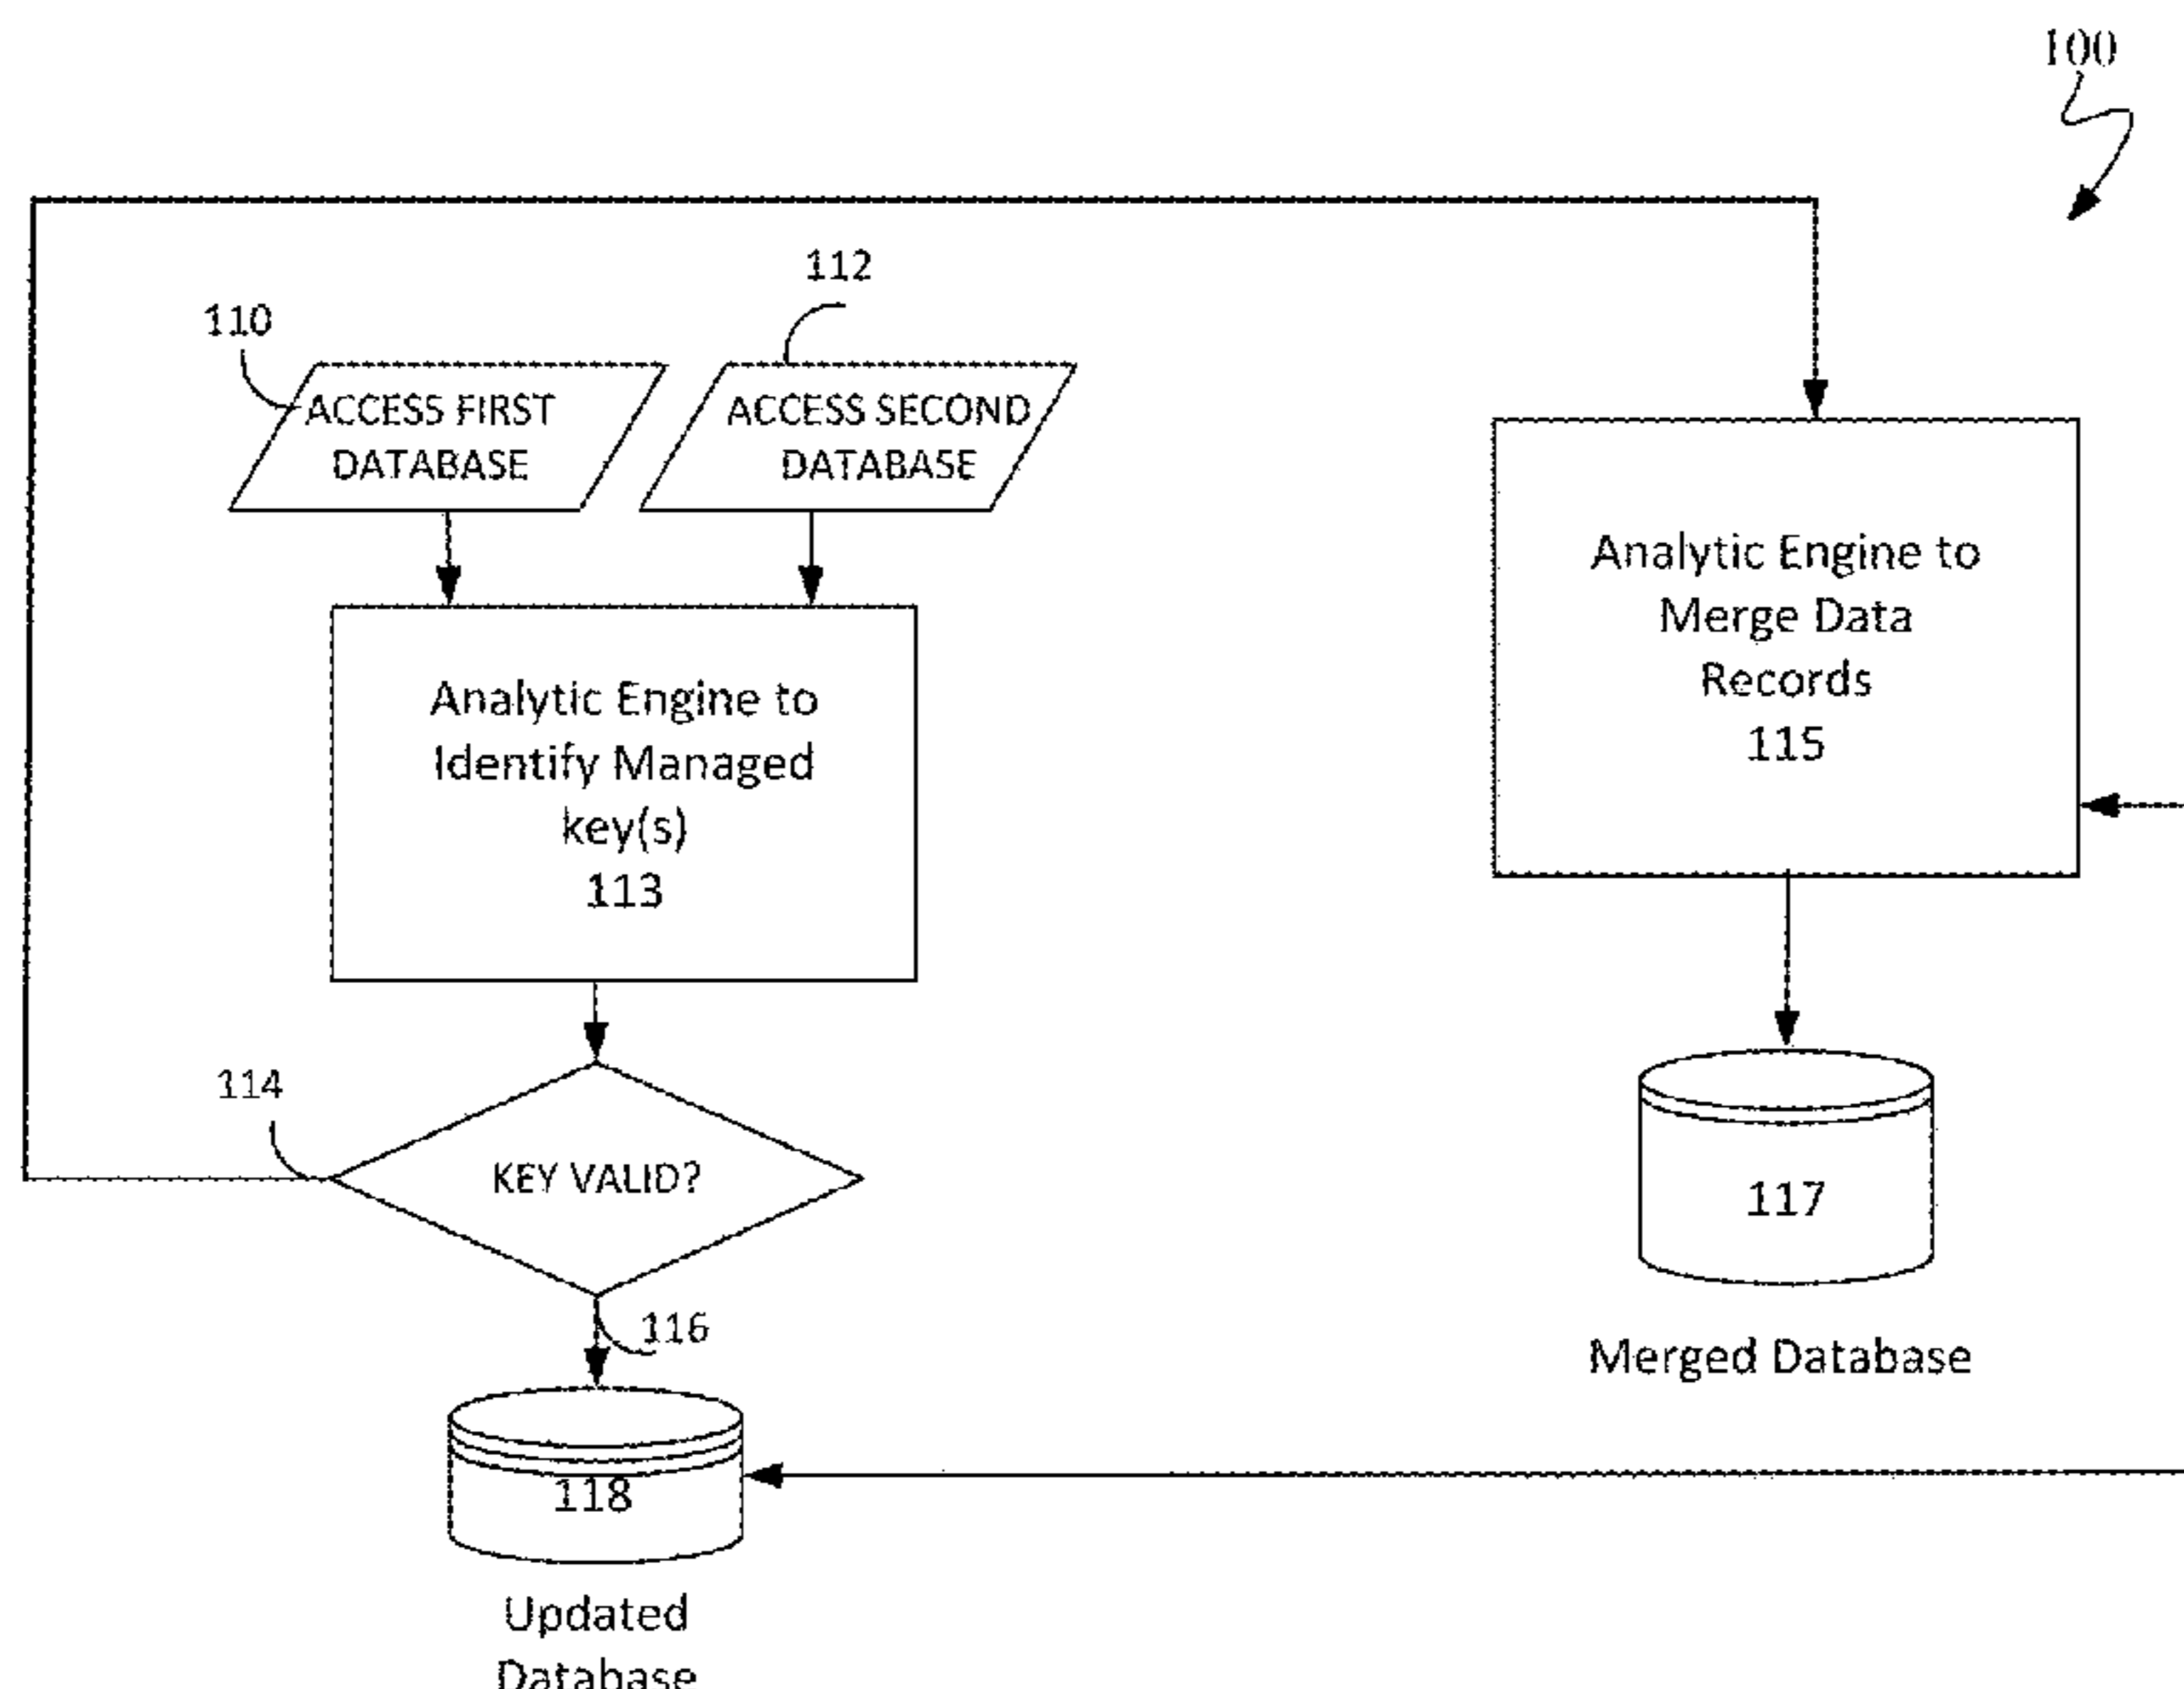 100
112
110
ACCESS FIRST
DATABASE
ACCESS SECOND
DATABASE
Analytic Engine to
Identify Managed
key(s)
113
Analytic Engine to
Merge Data
Records
115
114
KEY VALID?
116
117
Merged Database
118
Updated
Database